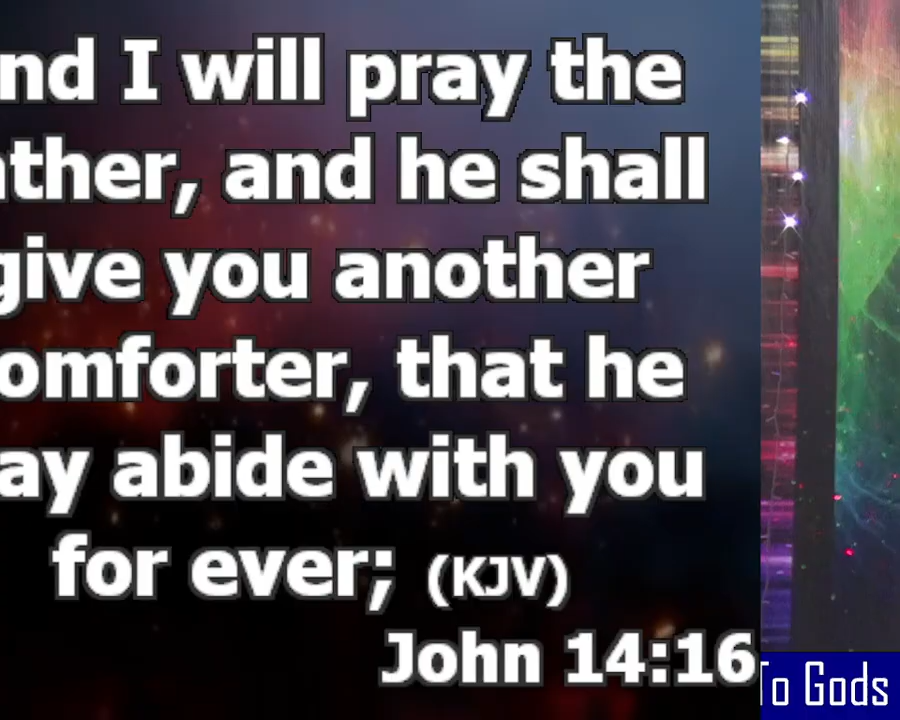 nd I will pray the
ather, and he shall
give you another
omforter, that he
ay abide with you
for ever; (KJV)
John 14:16
To Gods